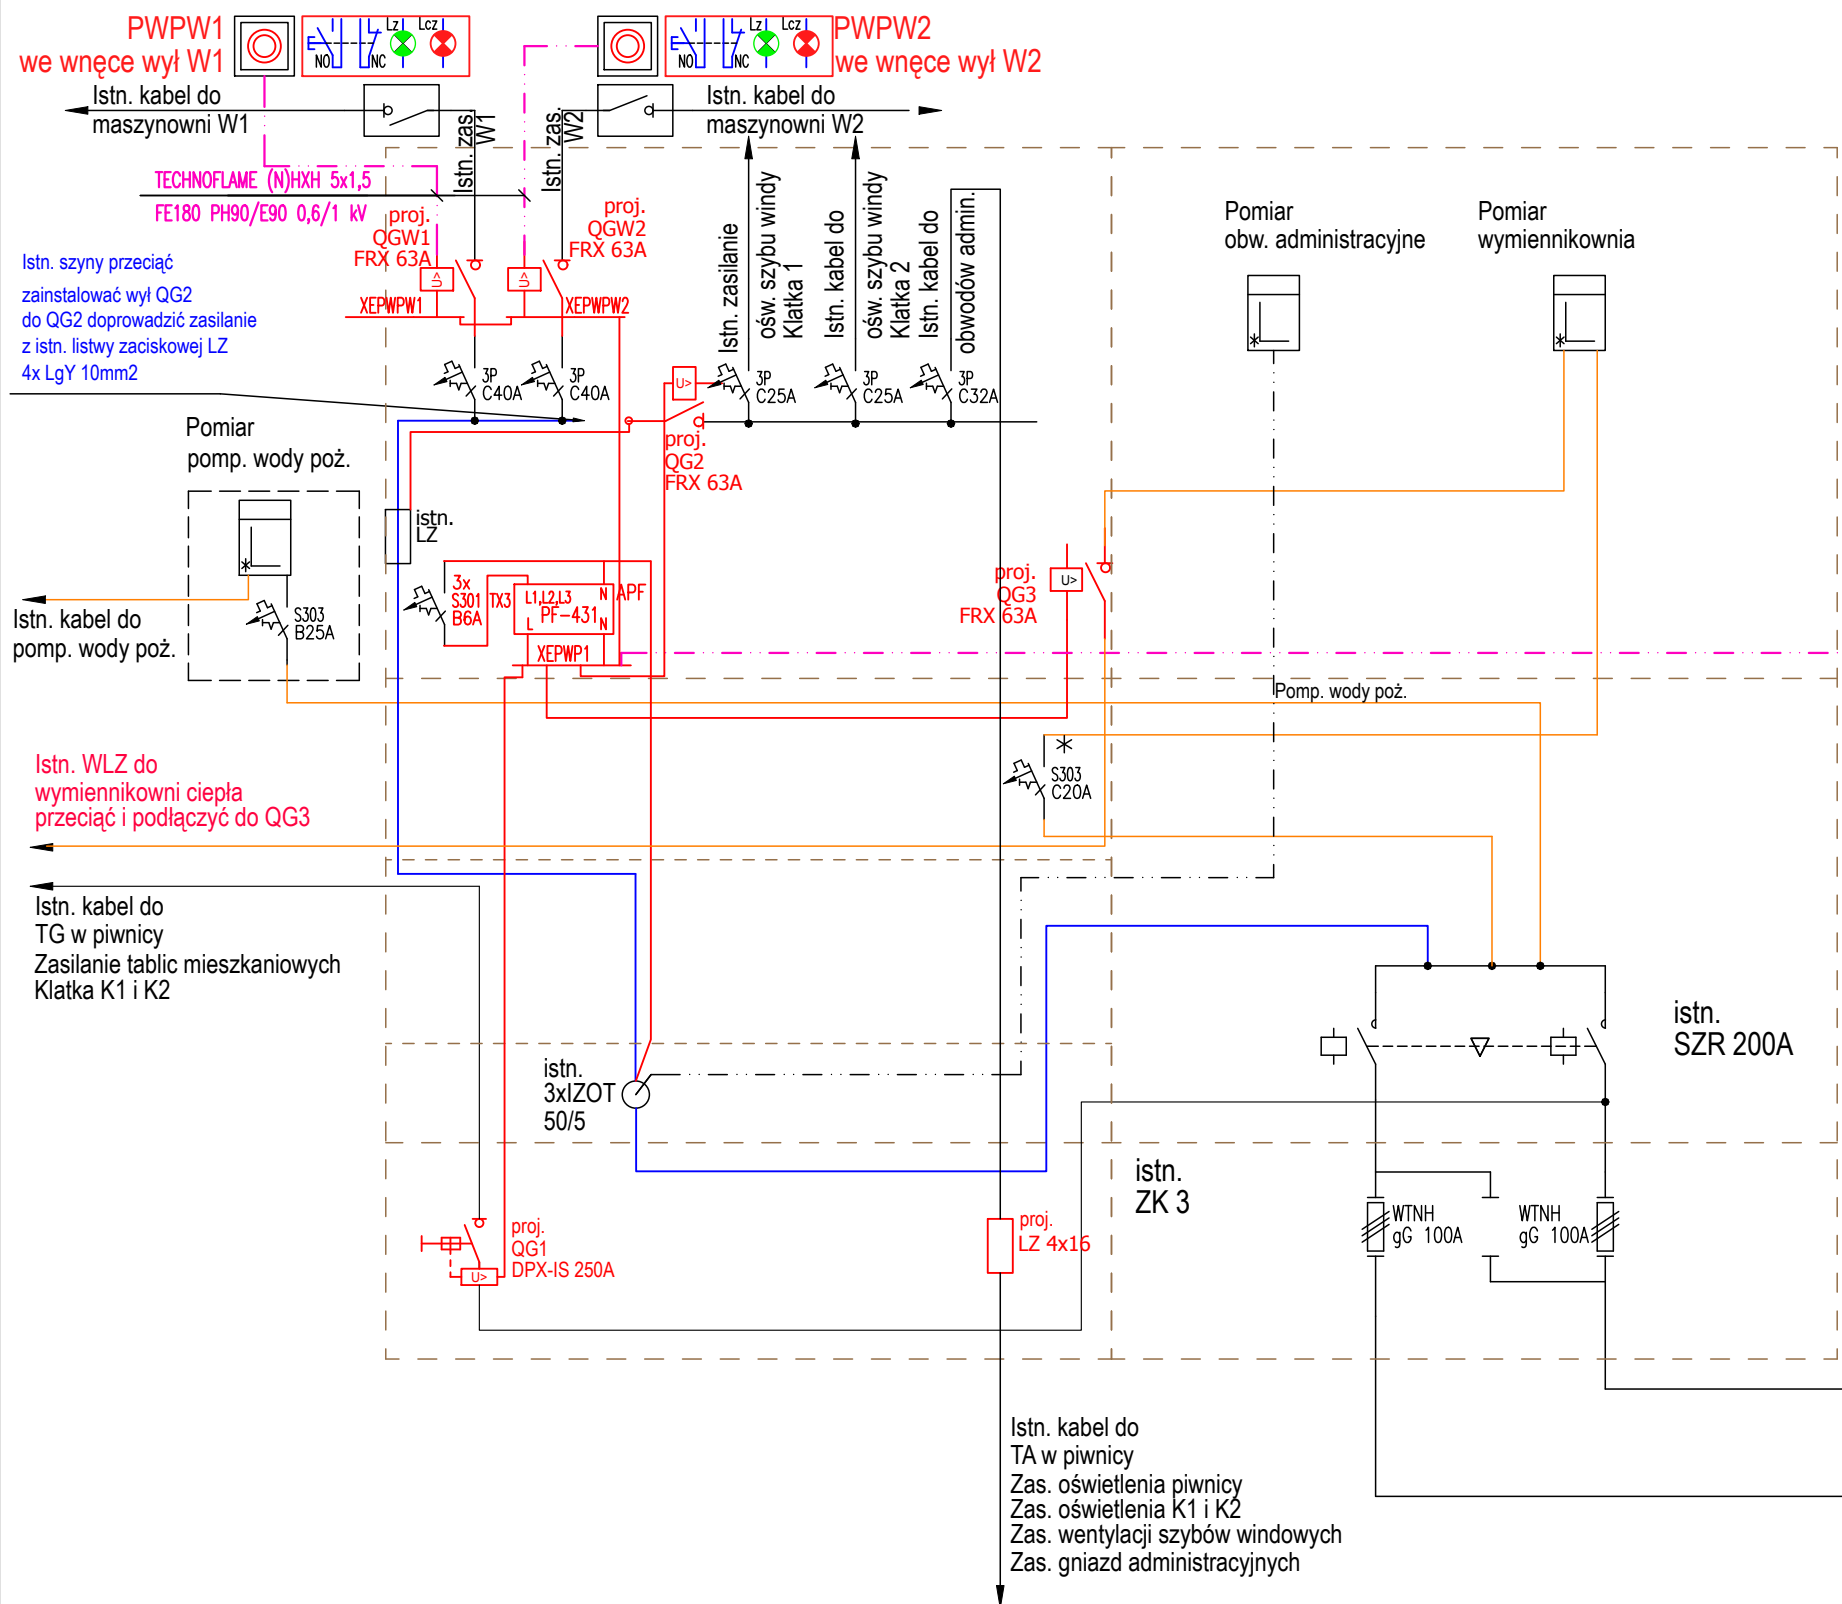 PWPW1
we wnęce wył W1
NO
NC
Lz
Lcz
PWPW2
we wnęce wył W2
NO
NC
Lz
Lcz
Istn. kabel do
maszynowni W1
Istn. kabel do
maszynowni W2
Istn. zas.
W1
Istn. zas.
W2
TECHNOFLAME (N)HXH 5x1,5
FE180 PH90/E90 0,6/1 kV
proj.
QGW1
FRX 63A
proj.
QGW2
FRX 63A
U>
U>
XEPWPW1
XEPWPW2
Istn. szyny przeciąć
zainstalować wył QG2
do QG2 doprowadzić zasilanie
z istn. listwy zaciskowej LZ
4x LgY 10mm2
Istn. zasilanie
ośw. szybu windy
Klatka 1
Istn. kabel do
ośw. szybu windy
Klatka 2
Istn. kabel do
obwodów admin.
Pomiar
obw. administracyjne
Pomiar
wymiennikownia
3P
C40A
3P
C40A
U>
3P
C25A
3P
C25A
3P
C32A
proj.
QG2
FRX 63A
Pomiar
pomp. wody poż.
istn.
LZ
S303
B25A
Istn. kabel do
pomp. wody poż.
3x
S301 TX3
B6A
L1,L2,L3 N
APF
PF-431
L N
XEPWP1
proj.
QG3
FRX 63A
U>
Pomp. wody poż.
S303
C20A
Istn. WLZ do
wymiennikowni ciepła
przeciąć i podłączyć do QG3
Istn. kabel do
TG w piwnicy
Zasilanie tablic mieszkaniowych
Klatka K1 i K2
istn.
SZR 200A
istn.
3xIZOT
50/5
istn.
ZK 3
WTNH
gG 100A
WTNH
gG 100A
proj.
QG1
DPX-IS 250A
U>
proj.
LZ 4x16
Istn. kabel do
TA w piwnicy
Zas. oświetlenia piwnicy
Zas. oświetlenia K1 i K2
Zas. wentylacji szybów windowych
Zas. gniazd administracyjnych